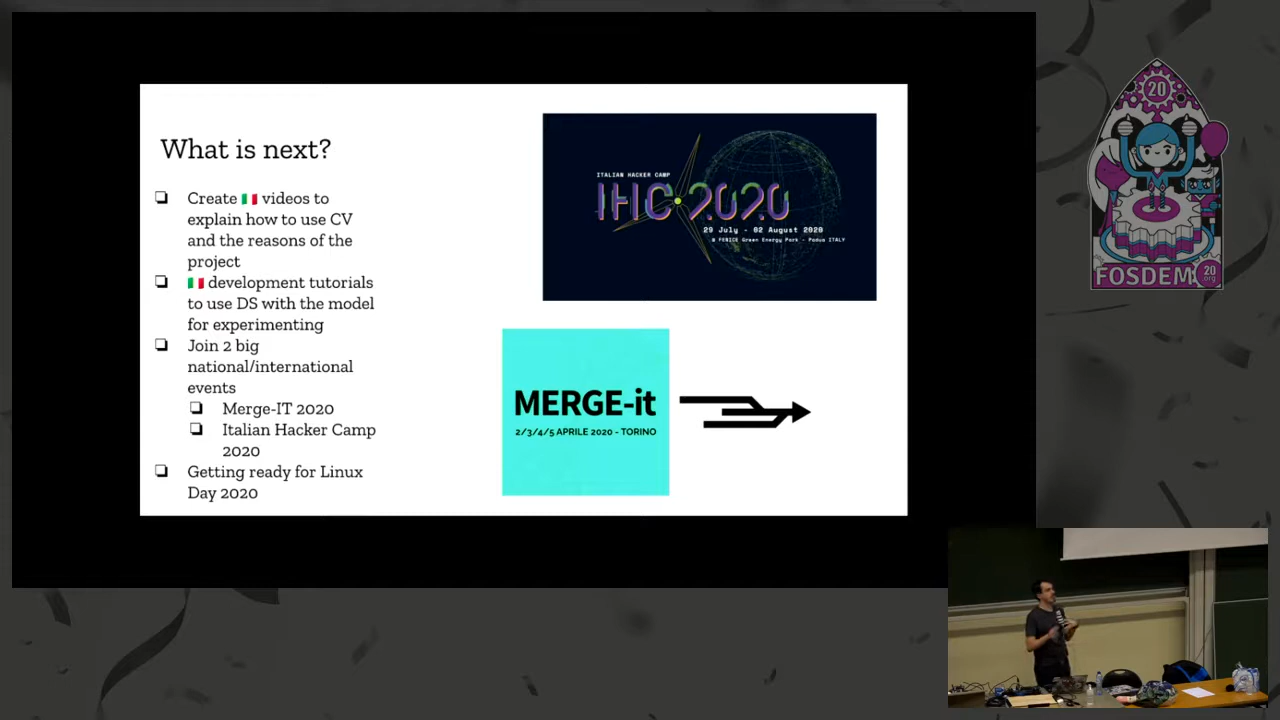 What is next?
❏ Create 🇮🇹 videos to
explain how to use CV
and the reasons of the
project
❏ 🇮🇹 development tutorials
to use DS with the model
for experimenting
❏ Join 2 big
national/international
events
❏ Merge-IT 2020
❏ Italian Hacker Camp
2020
❏ Getting ready for Linux
Day 2020
ITALIAN HACKER CAMP
IHC 2020
29 July - 02 August 2020
@ FENICE Green Energy Park - Padua ITALY
MERGE-it
2/3/4/5 APRILE 2020 - TORINO
20
FOSDEM
20
.org